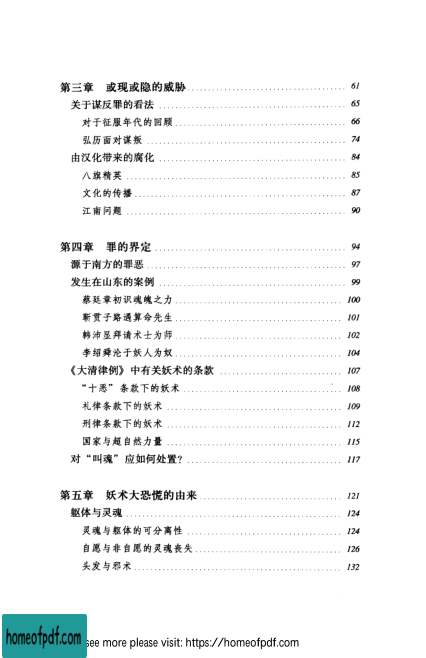 第三章 或现或隐的威胁 61
关于谋反罪的看法 65
对于征服年代的回顾 66
弘历面对谋叛 74
由汉化带来的腐化 84
八旗精英 85
文化的传播 87
江南问题 90
第四章 罪的界定 94
源于南方的罪恶 97
发生在山东的案例 99
蔡廷章初识魂魄之力 100
靳贯子路遇算命先生 101
韩沛显拜请术士为师 102
李绍舜沦于妖人为奴 104
《大清律例》中有关妖术的条款 107
“十恶”条款下的妖术 108
礼律条款下的妖术 109
刑律条款下的妖术 112
国家与超自然力量 115
对“叫魂”应如何处置? 117
第五章 妖术大恐慌的由来 121
躯体与灵魂 124
灵魂与躯体的可分离性 124
自愿与非自愿的灵魂丧失 126
头发与邪术 132
homeofpdf.com
see more please visit: https://homeofpdf.com